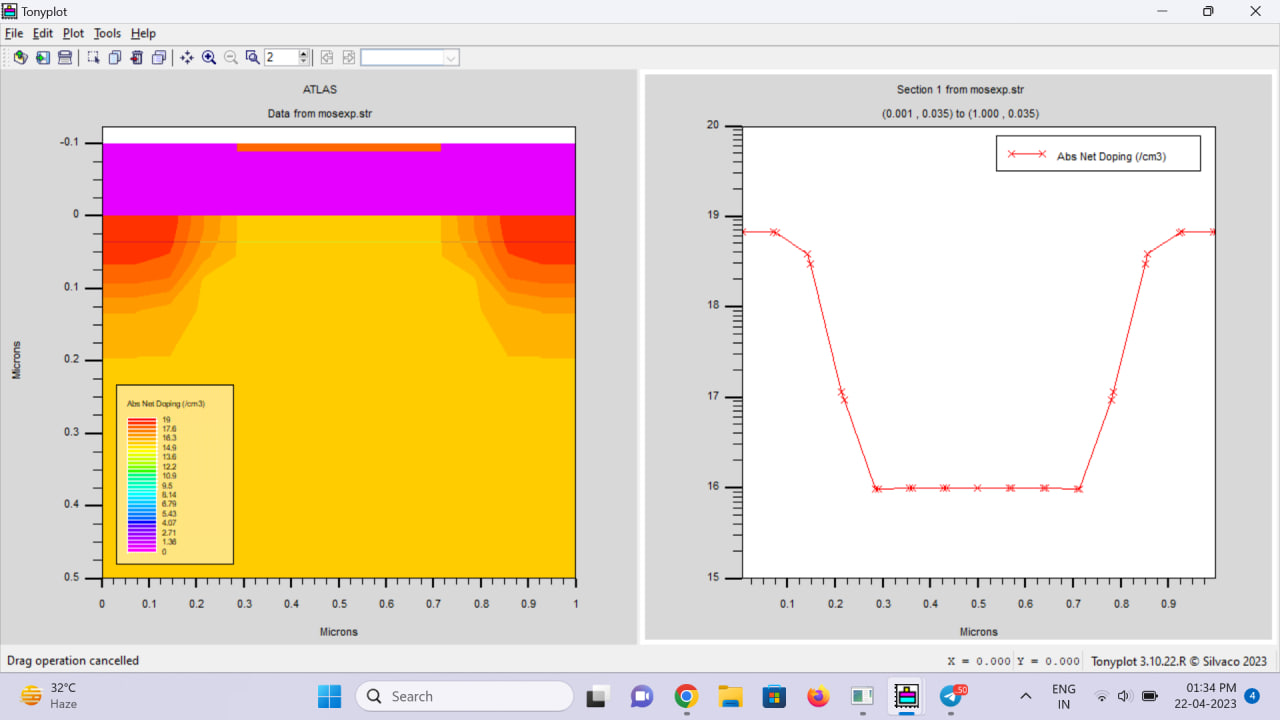 Tonyplot
File Edit Plot Tools Help
2
ATLAS
Data from mosexp.str
-0.1
0
0.1
0.2
0.3
0.4
0.5
Microns
Abs Net Doping (/cm3)
19
17.6
16.3
14.9
13.6
12.2
10.9
9.5
8.14
6.79
5.43
4.07
2.71
1.36
0
0 0.1 0.2 0.3 0.4 0.5 0.6 0.7 0.8 0.9 1
Microns
Section 1 from mosexp.str
(0.001 , 0.035) to (1.000 , 0.035)
Abs Net Doping (/cm3)
20
19
18
17
16
15
0.1 0.2 0.3 0.4 0.5 0.6 0.7 0.8 0.9
Microns
Drag operation cancelled
X = 0.000 Y = 0.000 Tonyplot 3.10.22.R © Silvaco 2023
32°C
Haze
Search
50
ENG
IN
01:34 PM
22-04-2023
4